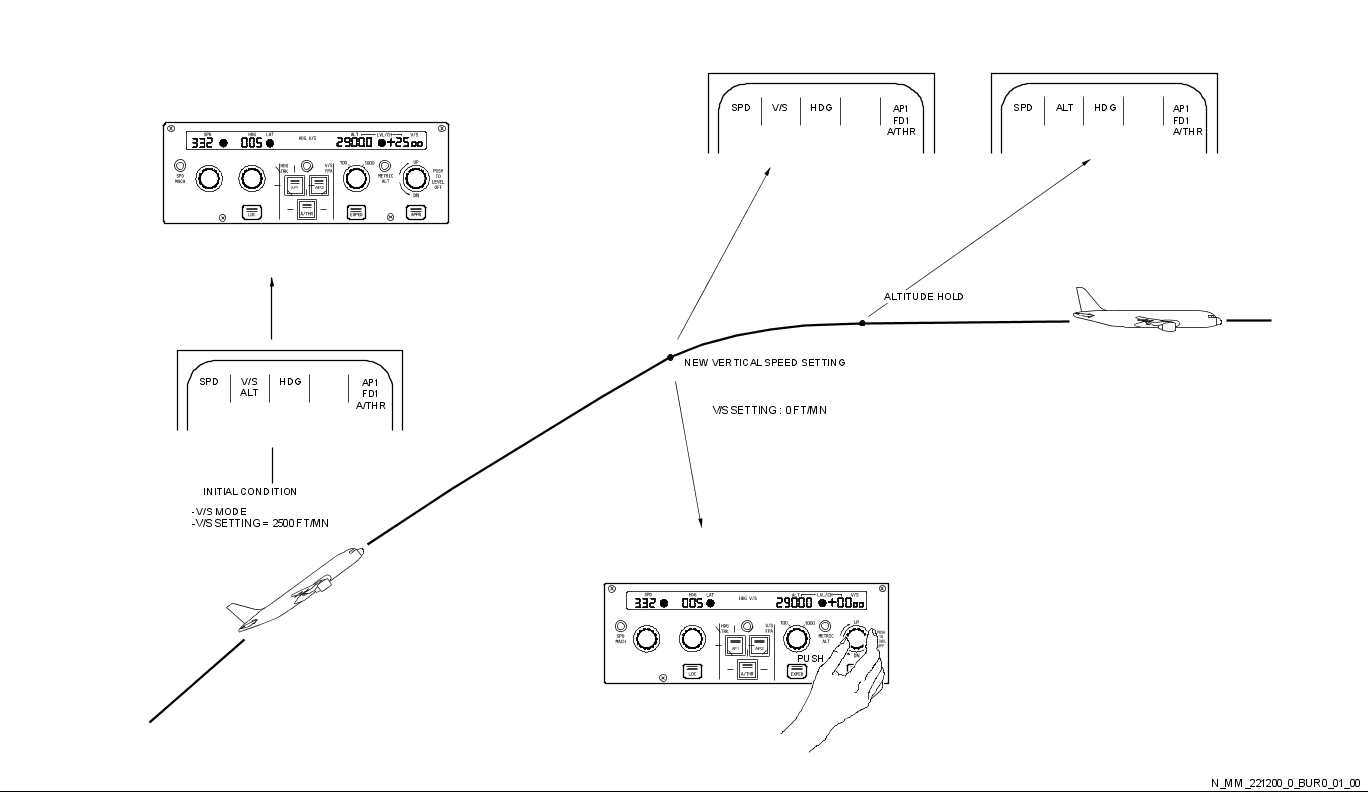 SPD V/S HDG AP1
FD1
A/THR
SPD ALT HDG AP1
FD1
A/THR
SPD HDG LAT HDG V/S ALT LVL/CH V/S
332 005 29000 +2500
SPD
MACH
HDG
TRK
V/S
FPA
100 1000
METRIC
ALT
UP
DN
PUSH
TO
LEVEL
OFF
AP1 AP2
LOC A/THR EXPED APPR
ALTITUDE HOLD
NEW VERTICAL SPEED SETTING
V/S SETTING : 0 FT/MN
SPD V/S HDG AP1
ALT FD1
A/THR
INITIAL CONDITION
-V/S MODE
-V/S SETTING = 2500 FT/MN
SPD HDG LAT HDG V/S ALT LVL/CH V/S
332 005 29000 +0000
SPD
MACH
HDG
TRK
V/S
FPA
100 1000
METRIC
ALT
UP
DN
AP1 AP2
PUSH
LOC A/THR EXPED
N_MM_221200_0_BUR0_01_00